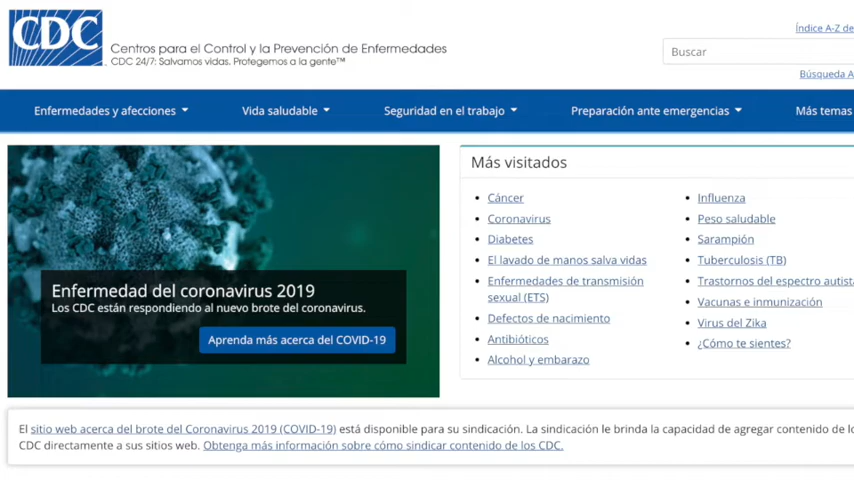 CDC
Centros para el Control y la Prevención de Enfermedades
CDC 24/7: Salvamos vidas. Protegemos a la gente™
Índice A-Z de
Buscar
Búsqueda A
Enfermedades y afecciones
Vida saludable
Seguridad en el trabajo
Preparación ante emergencias
Más temas
Enfermedad del coronavirus 2019
Los CDC están respondiendo al nuevo brote del coronavirus.
Aprenda más acerca del COVID-19
Más visitados
Cáncer
Coronavirus
Diabetes
El lavado de manos salva vidas
Enfermedades de transmisión
sexual (ETS)
Defectos de nacimiento
Antibióticos
Alcohol y embarazo
Influenza
Peso saludable
Sarampión
Tuberculosis (TB)
Trastornos del espectro autista
Vacunas e inmunización
Virus del Zika
¿Cómo te sientes?
El sitio web acerca del brote del Coronavirus 2019 (COVID-19) está disponible para su sindicación. La sindicación le brinda la capacidad de agregar contenido de lo
CDC directamente a sus sitios web. Obtenga más información sobre cómo sindicar contenido de los CDC.